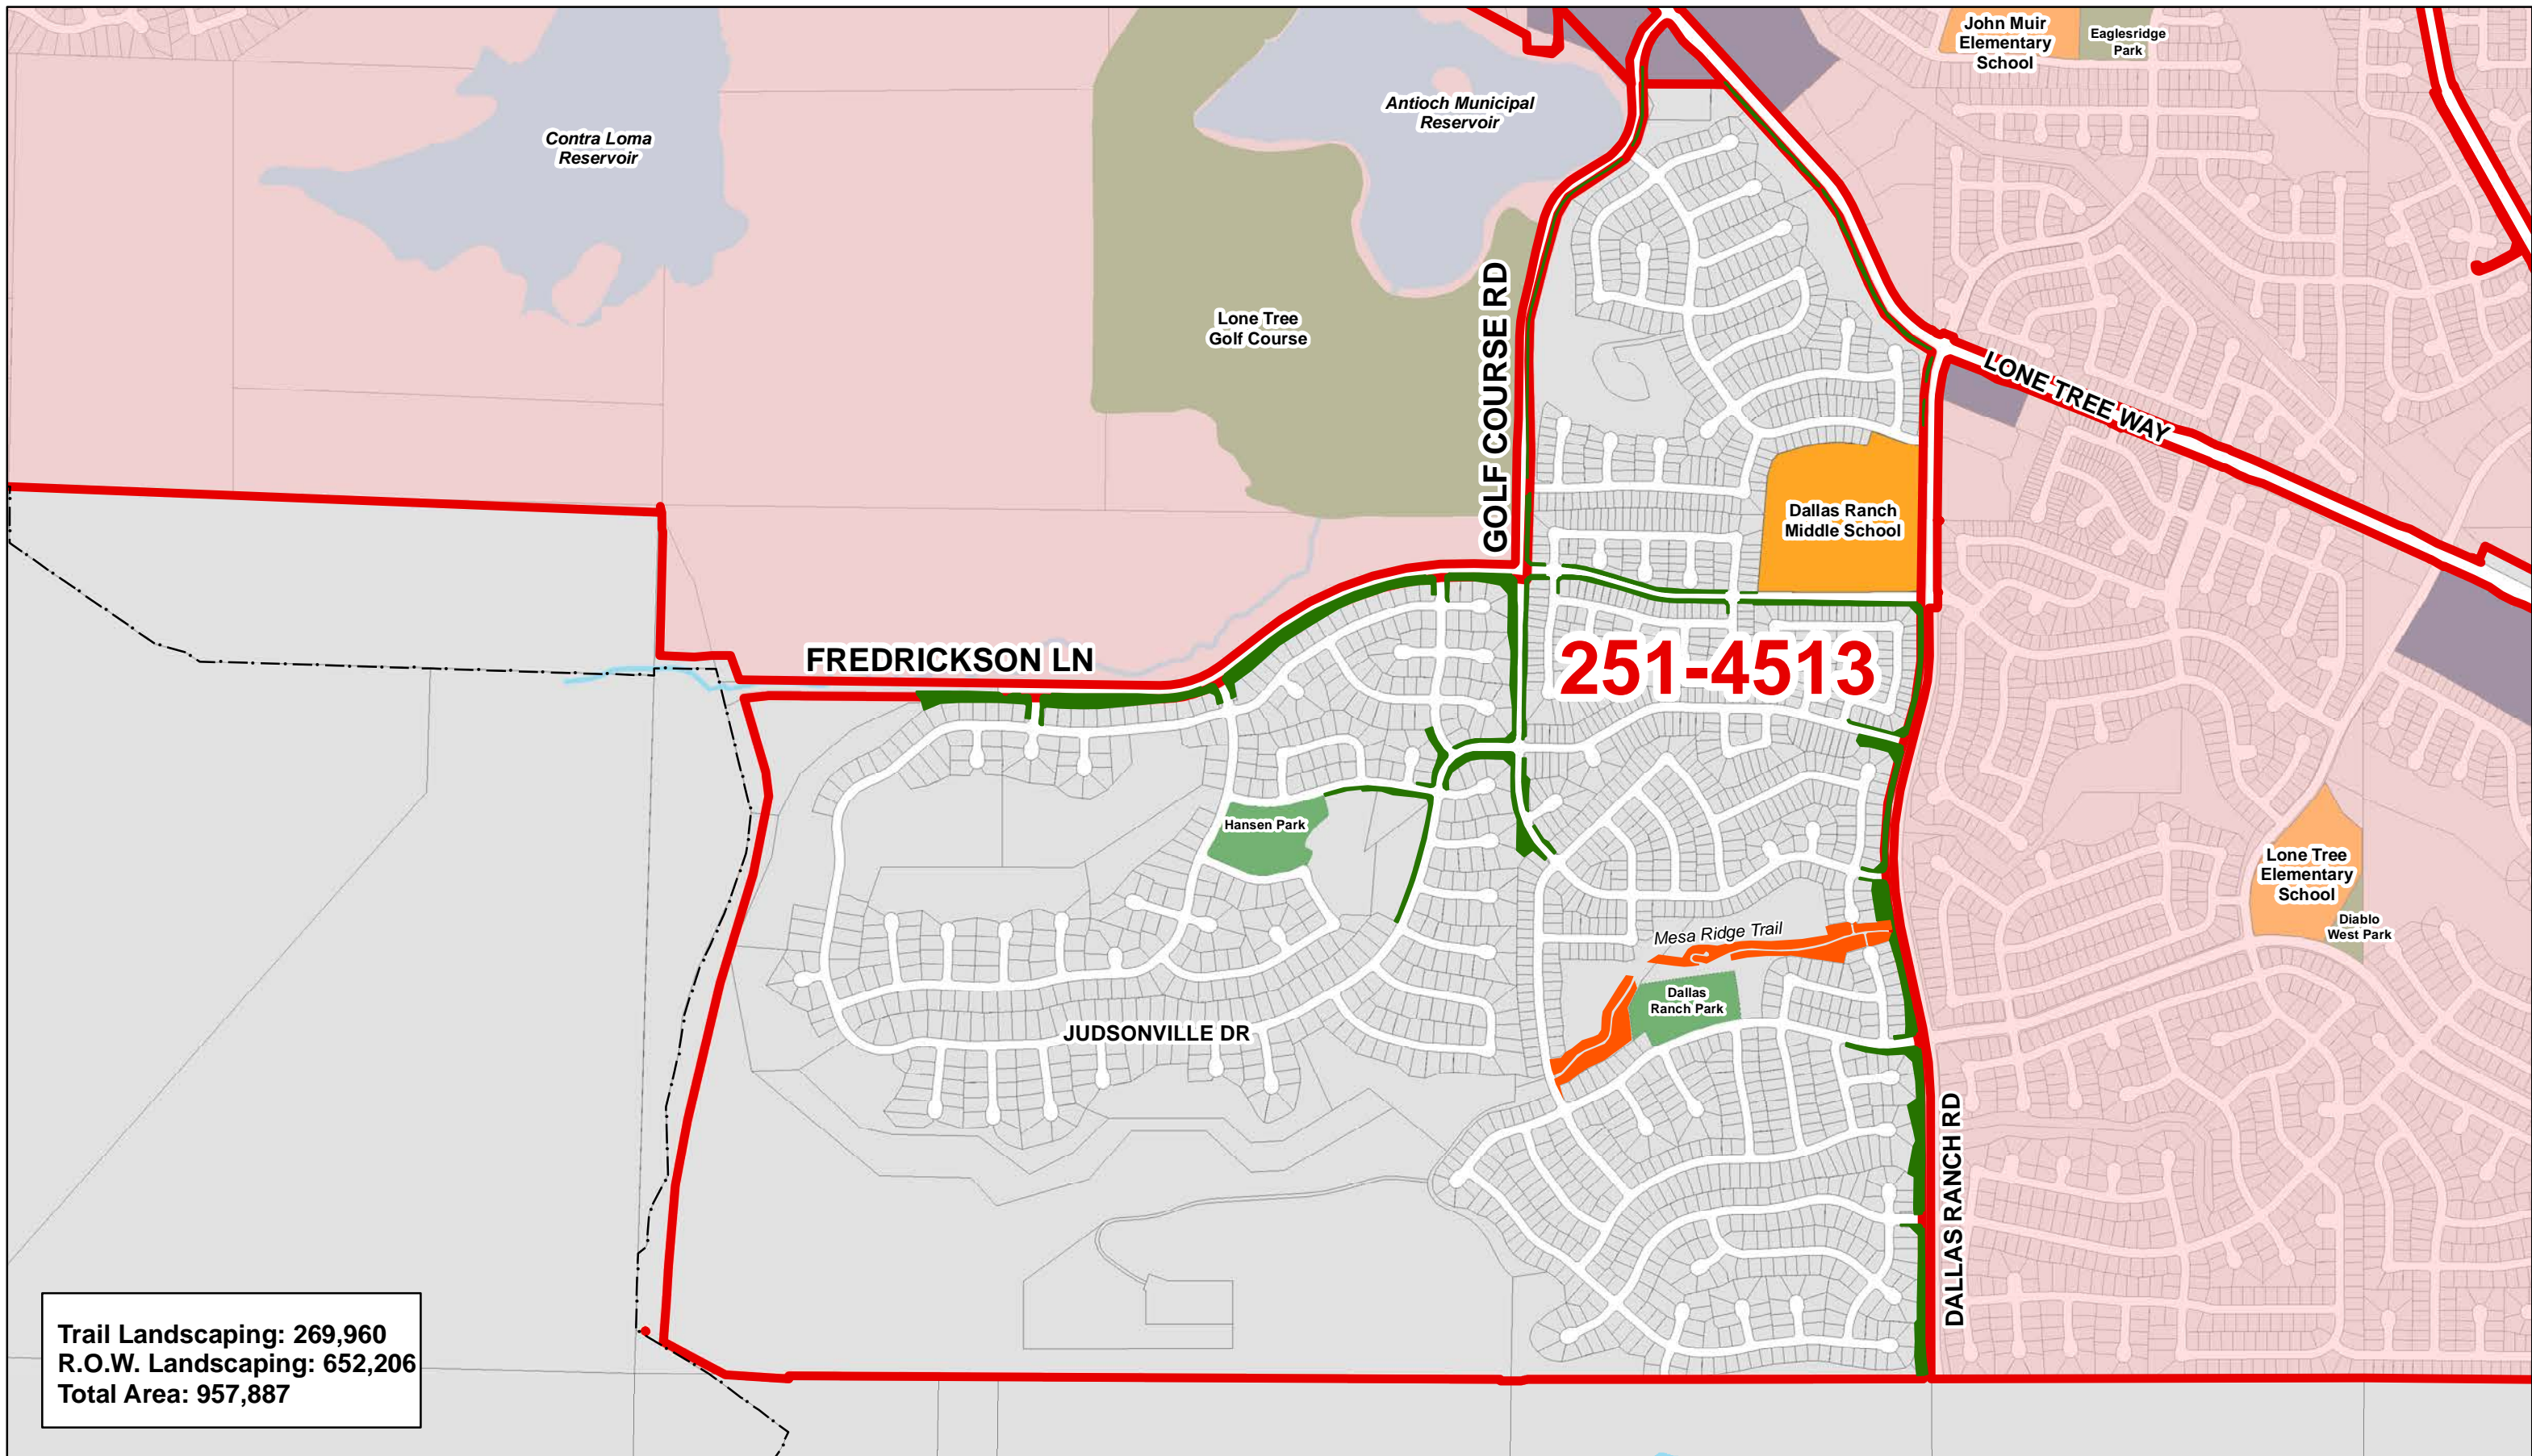 John Muir
Elementary
School
Eaglesridge
Park
Antioch Municipal
Reservoir
Contra Loma
Reservoir
Lone Tree
Golf Course
GOLF COURSE RD
LONE TREE WAY
Dallas Ranch
Middle School
FREDRICKSON LN
251-4513
Hansen Park
Lone Tree
Elementary
School
Diablo
West Park
Mesa Ridge Trail
Dallas
Ranch Park
JUDSONVILLE DR
DALLAS RANCH RD
Trail Landscaping: 269,960
R.O.W. Landscaping: 652,206
Total Area: 957,887